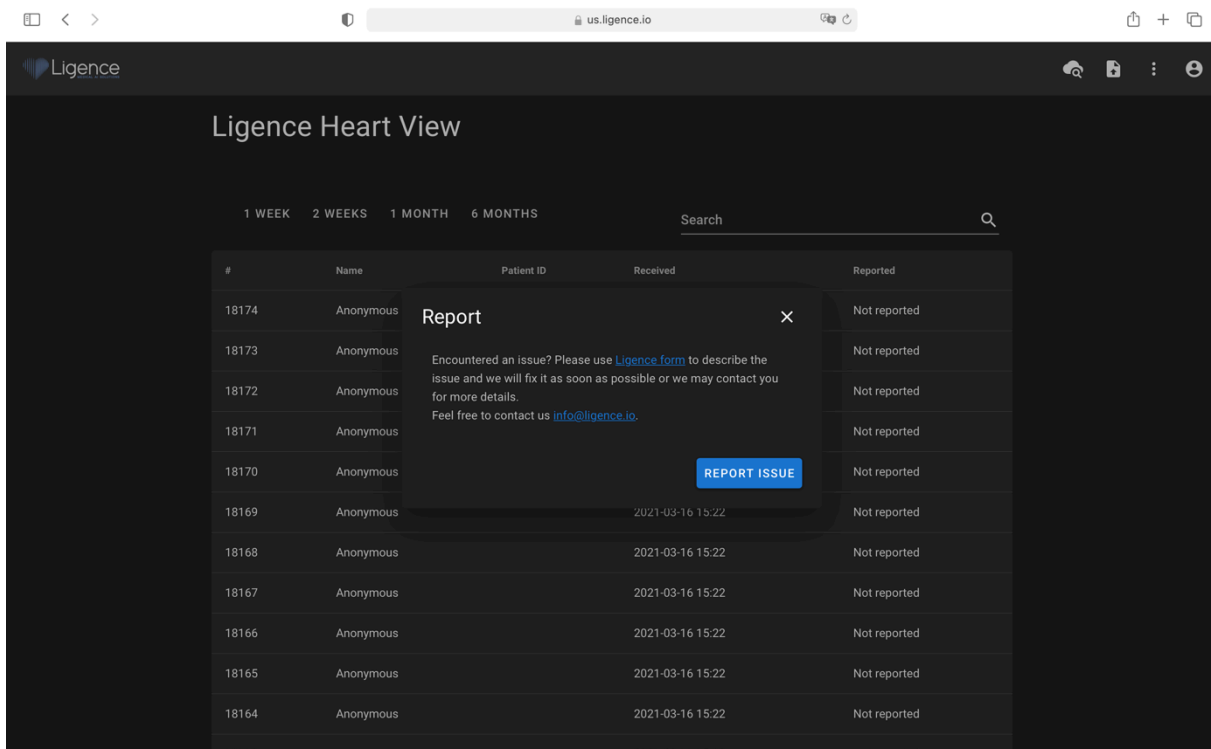 us.ligence.io
Ligence
Ligence Heart View
1 WEEK 2 WEEKS 1 MONTH 6 MONTHS Search
# Name Patient ID Received Reported
18174 Anonymous Not reported
18173 Anonymous Not reported
18172 Anonymous Not reported
18171 Anonymous Not reported
18170 Anonymous Not reported
Report
Encountered an issue? Please use Ligence form to describe the
issue and we will fix it as soon as possible or we may contact you
for more details.
Feel free to contact us info@ligence.io.
REPORT ISSUE
18169 Anonymous 2021-03-16 15:22 Not reported
18168 Anonymous 2021-03-16 15:22 Not reported
18167 Anonymous 2021-03-16 15:22 Not reported
18166 Anonymous 2021-03-16 15:22 Not reported
18165 Anonymous 2021-03-16 15:22 Not reported
18164 Anonymous 2021-03-16 15:22 Not reported